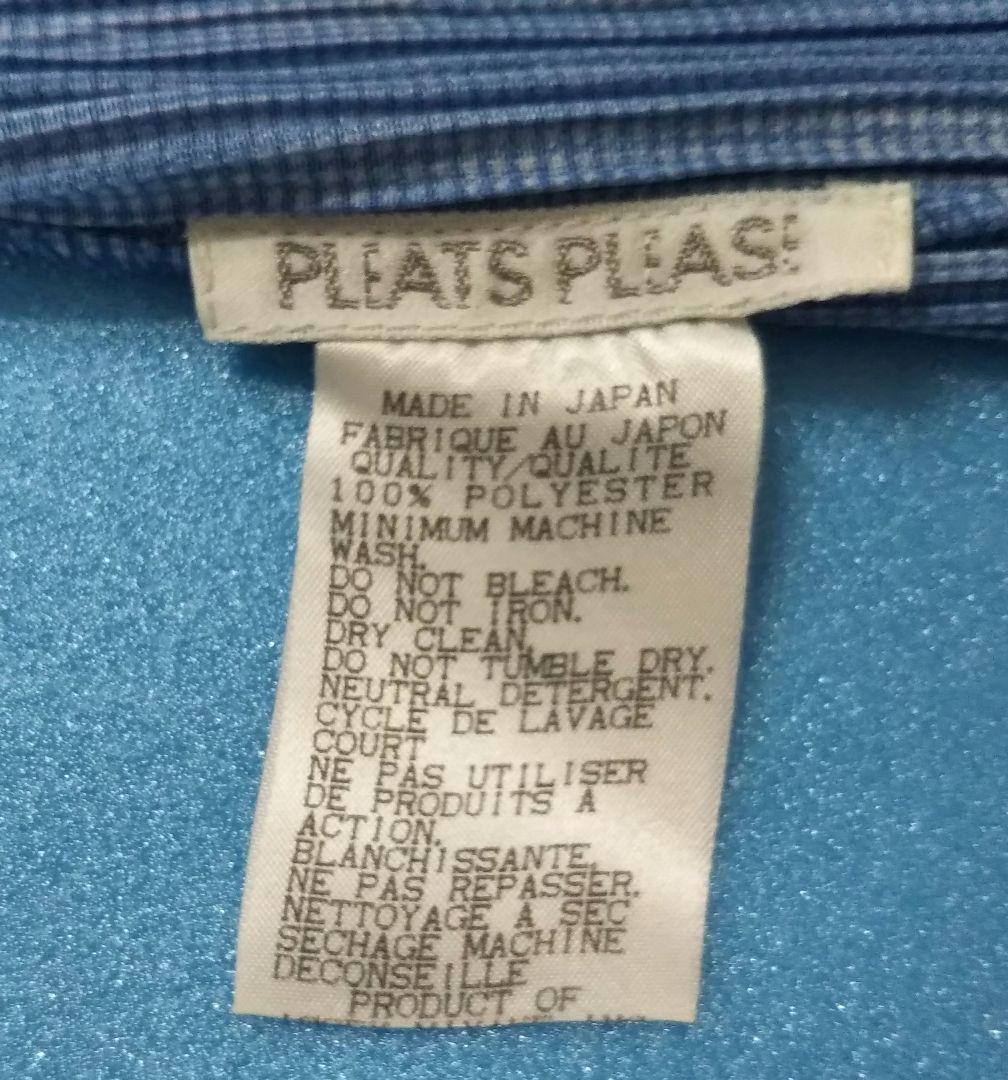 PLEATS PLEASE
MADE IN JAPAN
FABRIQUE AU JAPON
QUALITY/QUALITE
100% POLYESTER
MINIMUM MACHINE
WASH.
DO NOT BLEACH.
DO NOT IRON.
DRY CLEAN.
DO NOT TUMBLE DRY.
NEUTRAL DETERGENT.
CYCLE DE LAVAGE
COURT
NE PAS UTILISER
DE PRODUITS A
ACTION.
BLANCHISSANTE.
NE PAS REPASSER.
NETTOYAGE A SEC
SECHAGE MACHINE
DECONSEILLE
PRODUCT OF